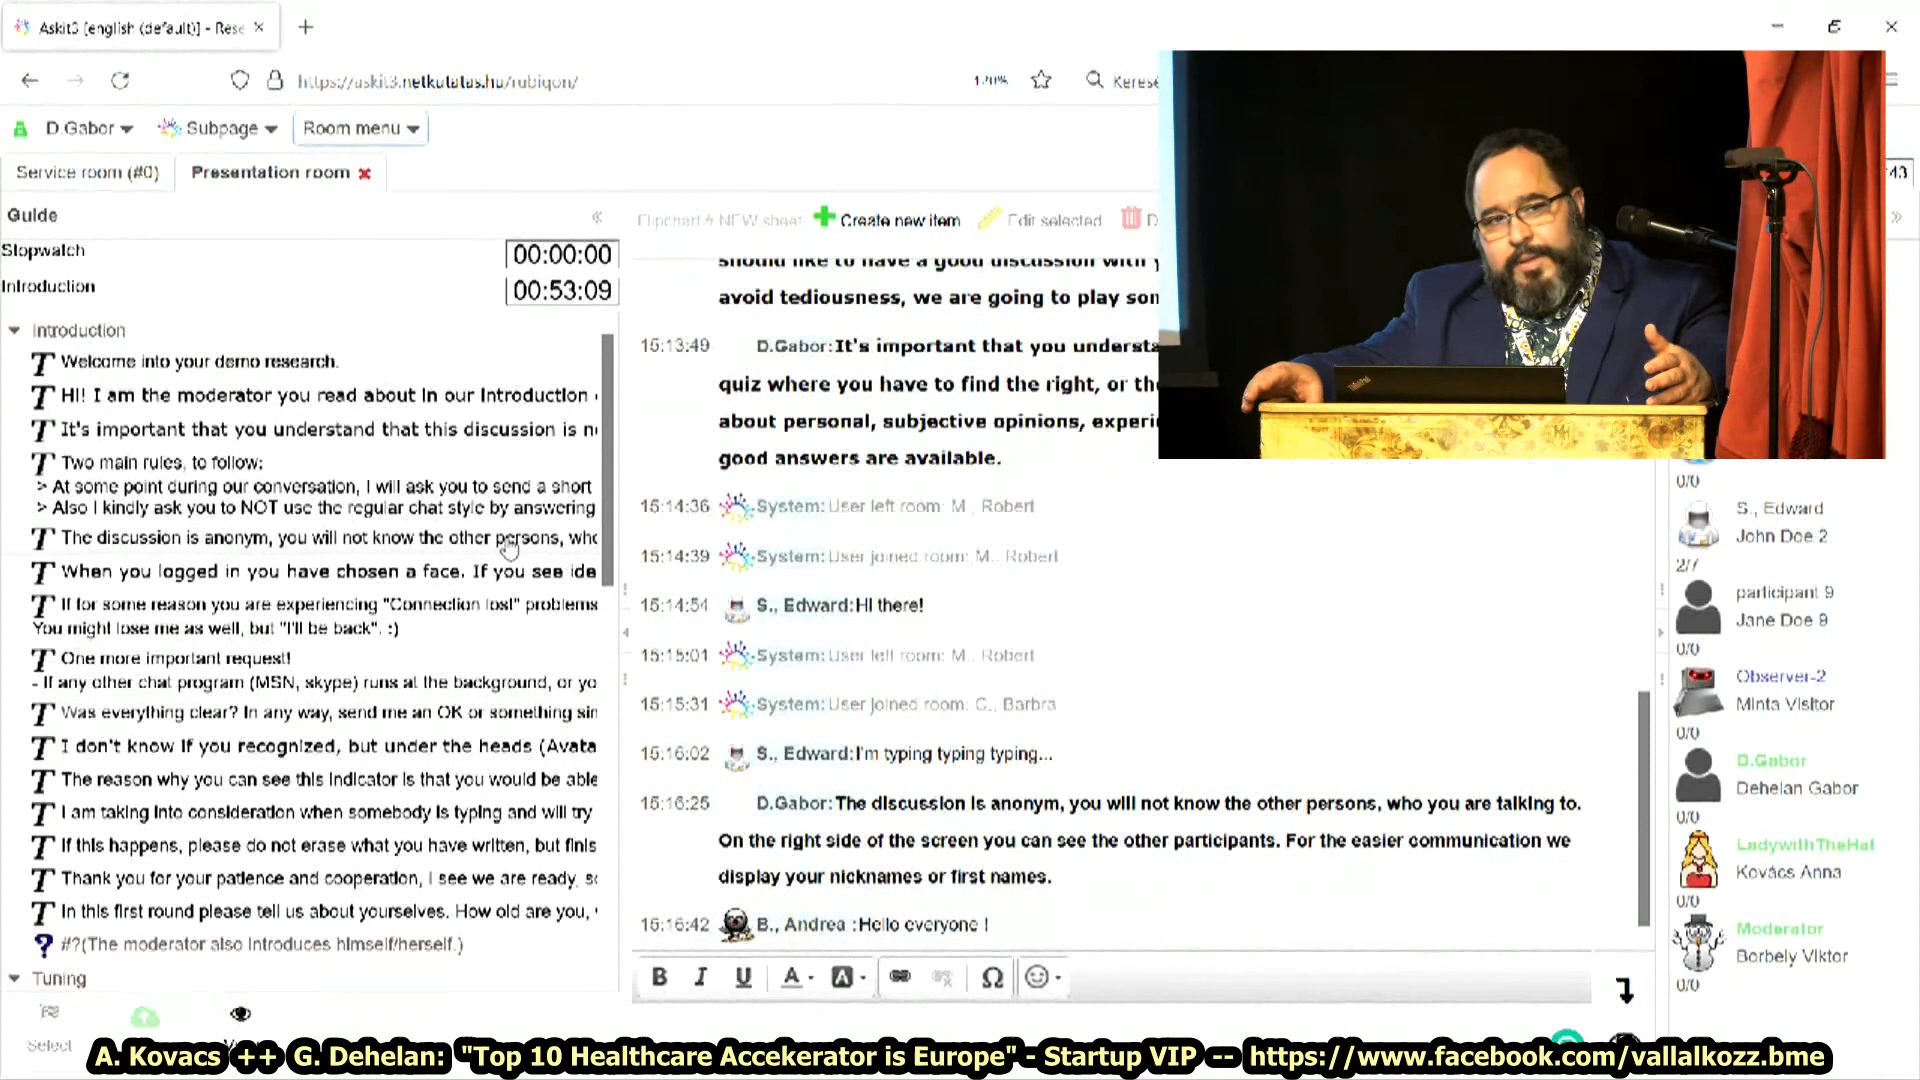 Askit3 [english (default)] - Rese
https://askit3.netkutatas.hu/rubiqon/
Keres
D.Gabor
Subpage
Room menu
Service room (#0)
Presentation room
43
Guide
Flipchart
NEW sheet
Create new item
Edit selected
D
Stopwatch
00:00:00
Introduction
00:53:09
Introduction
Welcome into your demo research.
Hi! I am the moderator you read about in our Introduction
It's important that you understand that this discussion is n
Two main rules, to follow:
> At some point during our conversation, I will ask you to send a short
> Also I kindly ask you to NOT use the regular chat style by answering
The discussion is anonym, you will not know the other persons, who
When you logged in you have chosen a face. If you see ide
If for some reason you are experiencing "Connection lost" problems
You might lose me as well, but "I'll be back". :)
One more important request!
- If any other chat program (MSN, skype) runs at the background, or yo
Was everything clear? In any way, send me an OK or something sim
I don't know if you recognized, but under the heads (Avata
The reason why you can see this indicator is that you would be able
I am taking into consideration when somebody is typing and will try
If this happens, please do not erase what you have written, but finis
Thank you for your patience and cooperation, I see we are ready, so
In this first round please tell us about yourselves. How old are you,
#?(The moderator also introduces himself/herself.)
Tuning
Select
should like to have a good discussion with y
avoid tediousness, we are going to play som
15:13:49 D.Gabor:It's important that you understa
quiz where you have to find the right, or the
about personal, subjective opinions, experi
good answers are available.
15:14:36 System: User left room: M., Robert
15:14:39 System: User joined room: M.. Robert
15:14:54 S., Edward:Hi there!
15:15:01 System: User left room: M.. Robert
15:15:31 System: User joined room: C., Barbra
15:16:02 S., Edward:I'm typing typing typing...
15:16:25 D.Gabor:The discussion is anonym, you will not know the other persons, who you are talking to.
On the right side of the screen you can see the other participants. For the easier communication we
display your nicknames or first names.
15:16:42 B., Andrea :Hello everyone !
B I U A A Ω
0/0
S., Edward
John Doe 2
2/7
participant 9
Jane Doe 9
0/0
Observer-2
Minta Visitor
0/0
D.Gabor
Dehelan Gabor
0/0
LadywithTheHat
Kovács Anna
0/0
Moderator
Borbely Viktor
0/0
A. Kovacs ++ G. Dehelan: "Top 10 Healthcare Accekerator is Europe" - Startup VIP -- https://www.facebook.com/vallalkozz.bme